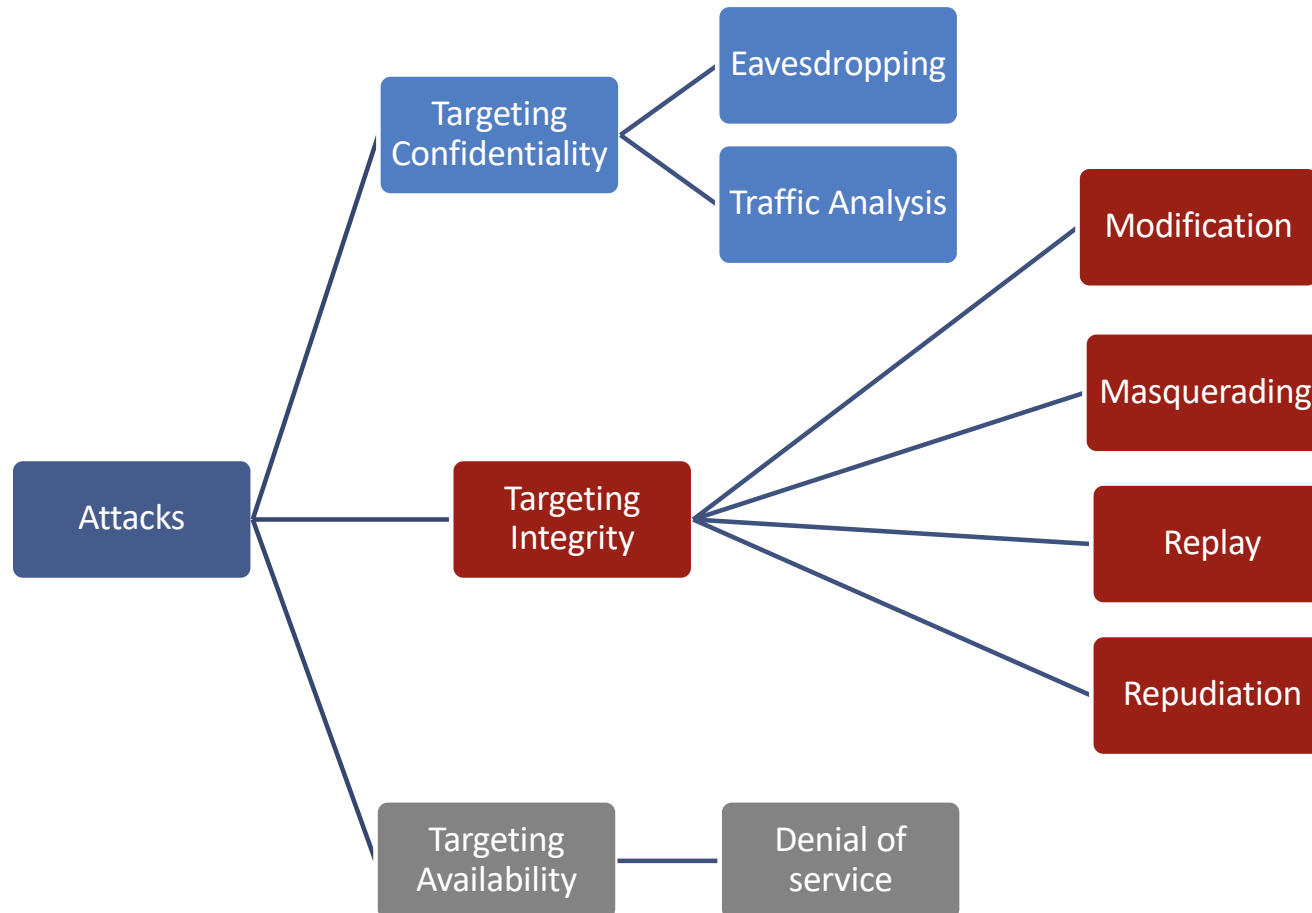 Attacks
Targeting
Confidentiality
Eavesdropping
Traffic Analysis
Targeting
Integrity
Modification
Masquerading
Replay
Repudiation
Targeting
Availability
Denial of
service